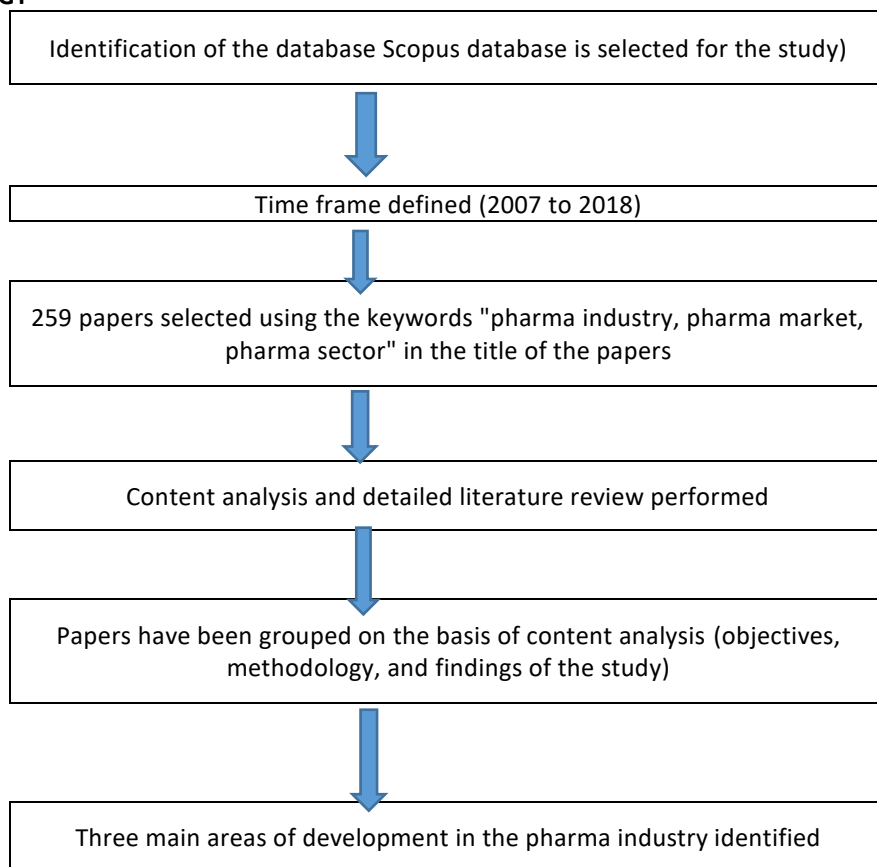 Identification of the database Scopus database is selected for the study)
Time frame defined (2007 to 2018)
259 papers selected using the keywords "pharma industry, pharma market,
pharma sector" in the title of the papers
Content analysis and detailed literature review performed
Papers have been grouped on the basis of content analysis (objectives,
methodology, and findings of the study)
Three main areas of development in the pharma industry identified